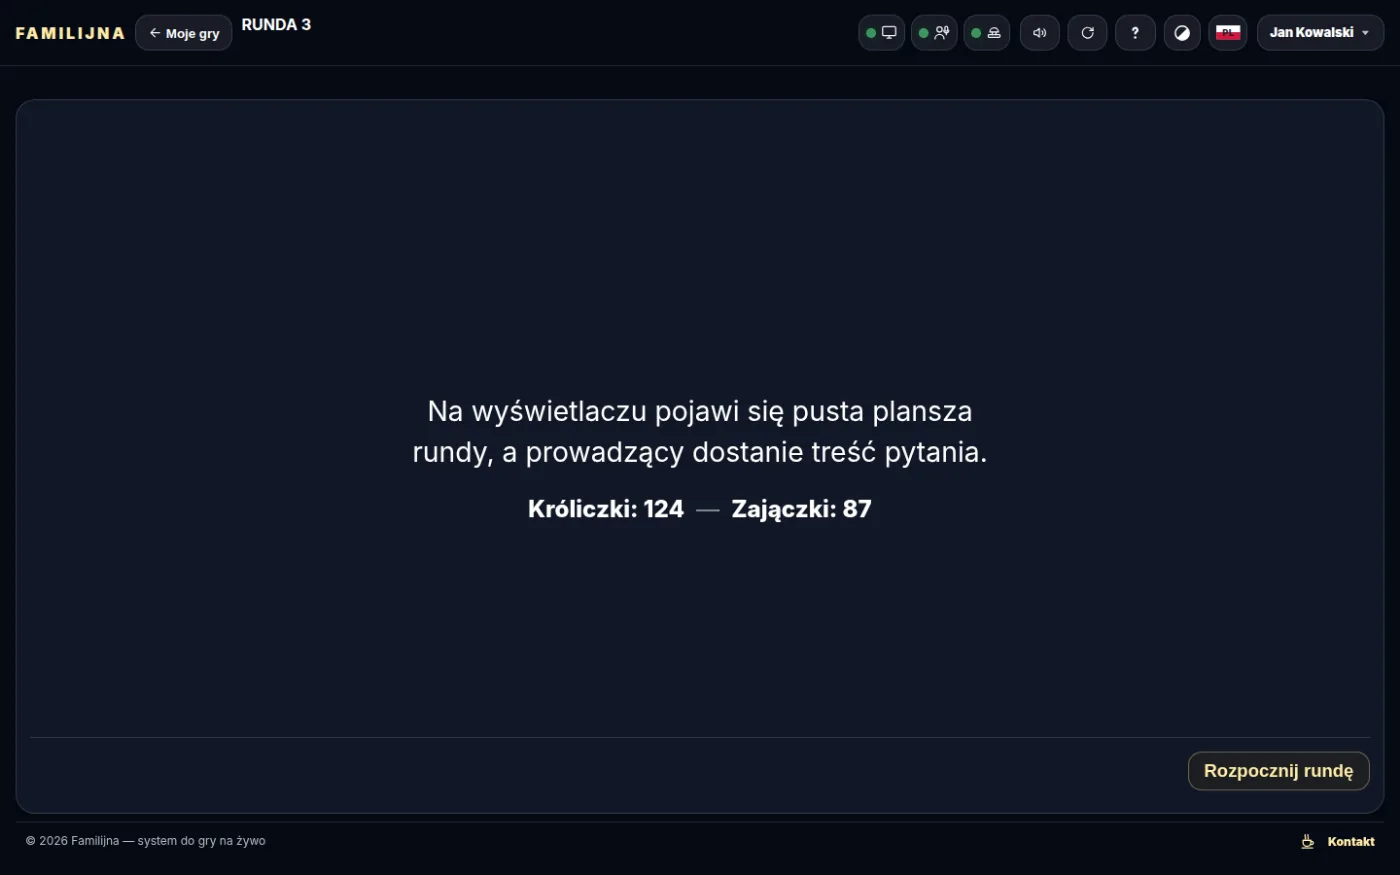 FAMILIJNA
← Moje gry
RUNDA 3
?
PL
Jan Kowalski
Na wyświetlaczu pojawi się pusta plansza
rundy, a prowadzący dostanie treść pytania.
Króliczki: 124 — Zajączki: 87
Rozpocznij rundę
© 2026 Familijna — system do gry na żywo
Kontakt